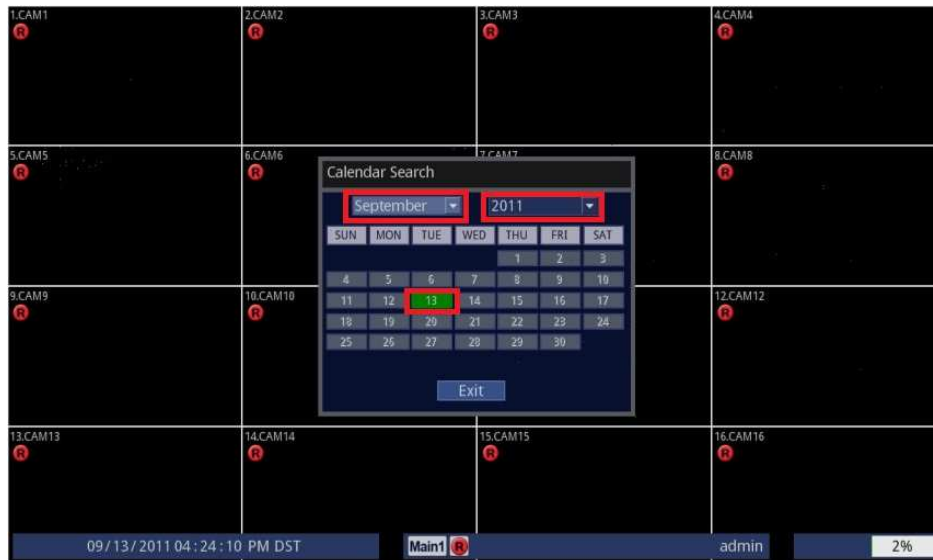 1.CAM1 2.CAM2 3.CAM3 4.CAM4
R R R R
5.CAM5 6.CAM6 7.CAM7 8.CAM8
R R R
Calendar Search
September 2011
SUN MON TUE WED THU FRI SAT
1 2 3
4 5 6 7 8 9 10
11 12 13 14 15 16 17
18 19 20 21 22 23 24
25 26 27 28 29 30
Exit
9.CAM9 10.CAM10 12.CAM12
R R R
13.CAM13 14.CAM14 15.CAM15 16.CAM16
R R R R
09/13/2011 04:24:10 PM DST Main1 R admin 2%